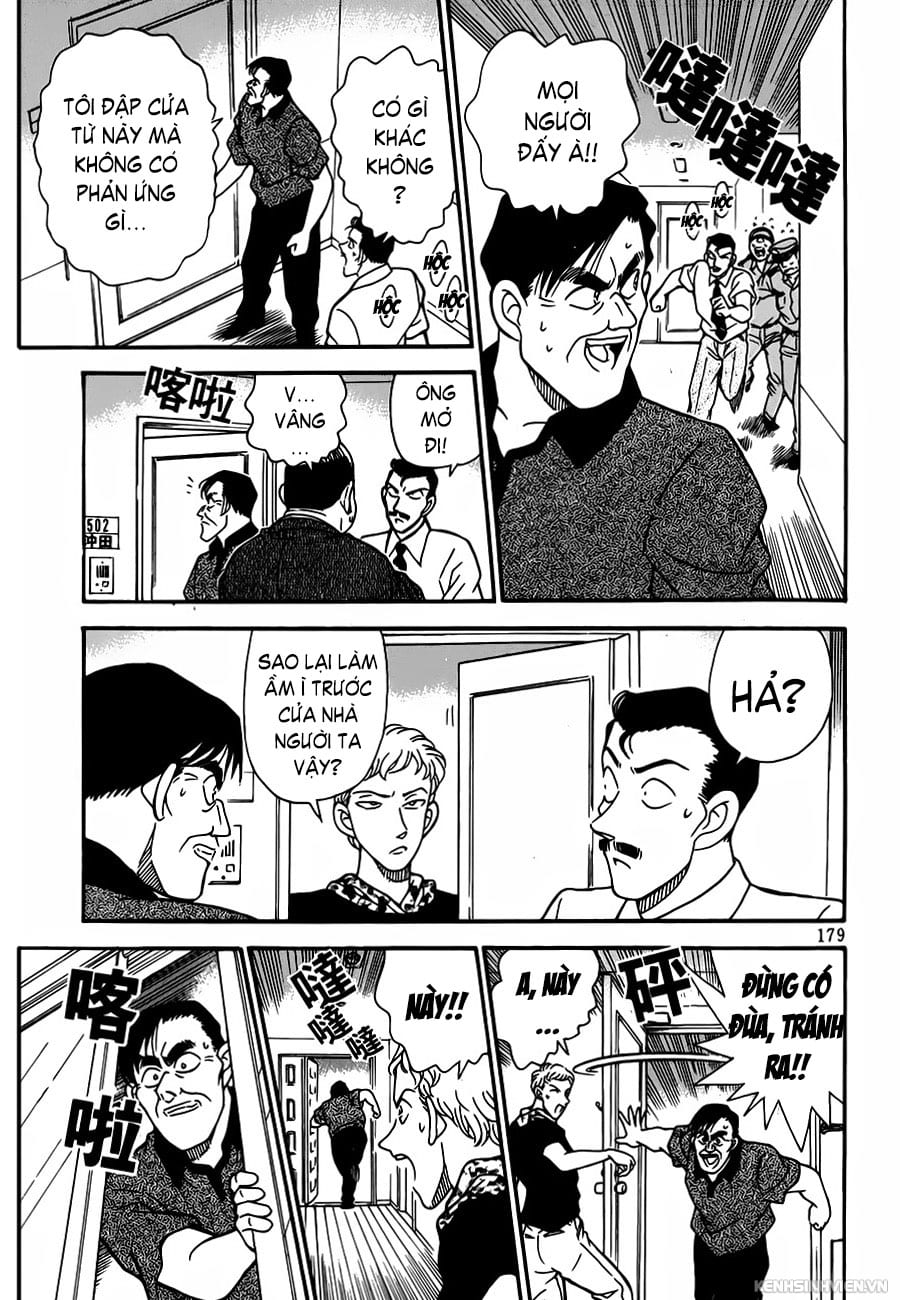 MỌI
NGƯỜI
ĐẤY À!!
噠噠噠
HỘC
HỘC
CÓ GÌ
KHÁC
KHÔNG
?
HỘC
HỘC
HỘC
TÔI ĐẬP CỬA
TỪ NÃY MÀ
KHÔNG CÓ
PHẢN ỨNG
GÌ...
ÔNG
MỞ
ĐI!
V...
VÂNG
...
喀啦
502
冲田
HẢ?
SAO LẠI LÀM
ẦM Ì TRƯỚC
CỬA NHÀ
NGƯỜI TA
VẬY?
179
ĐỪNG CÓ
ĐÙA, TRÁNH
RA!!
砰
A, NÀY
...
NÀY!!
噠
噠
噠
喀
啦
KENHSINHVIEN.VN